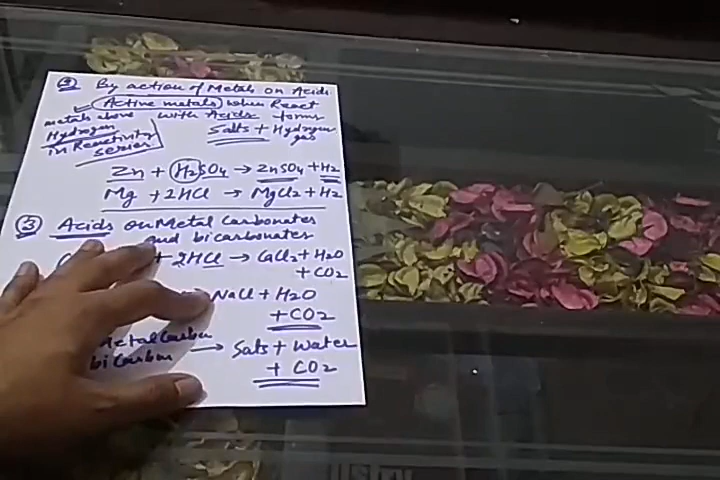 ② By action of Metals on Acids
Active metals when React
metals above with Acids forms
Hydrogen Salts + Hydrogen
in Reactivity gas
series
Zn + H2SO4 → ZnSO4 + H2
Mg + 2HCl → MgCl2 + H2
③ Acids on Metal Carbonates
and bicarbonates
+ 2HCl → CaCl2 + H2O
+ CO2
NaCl + H2O
+ CO2
Metal Carbon
bi Carbon → Salts + Water
+ CO2